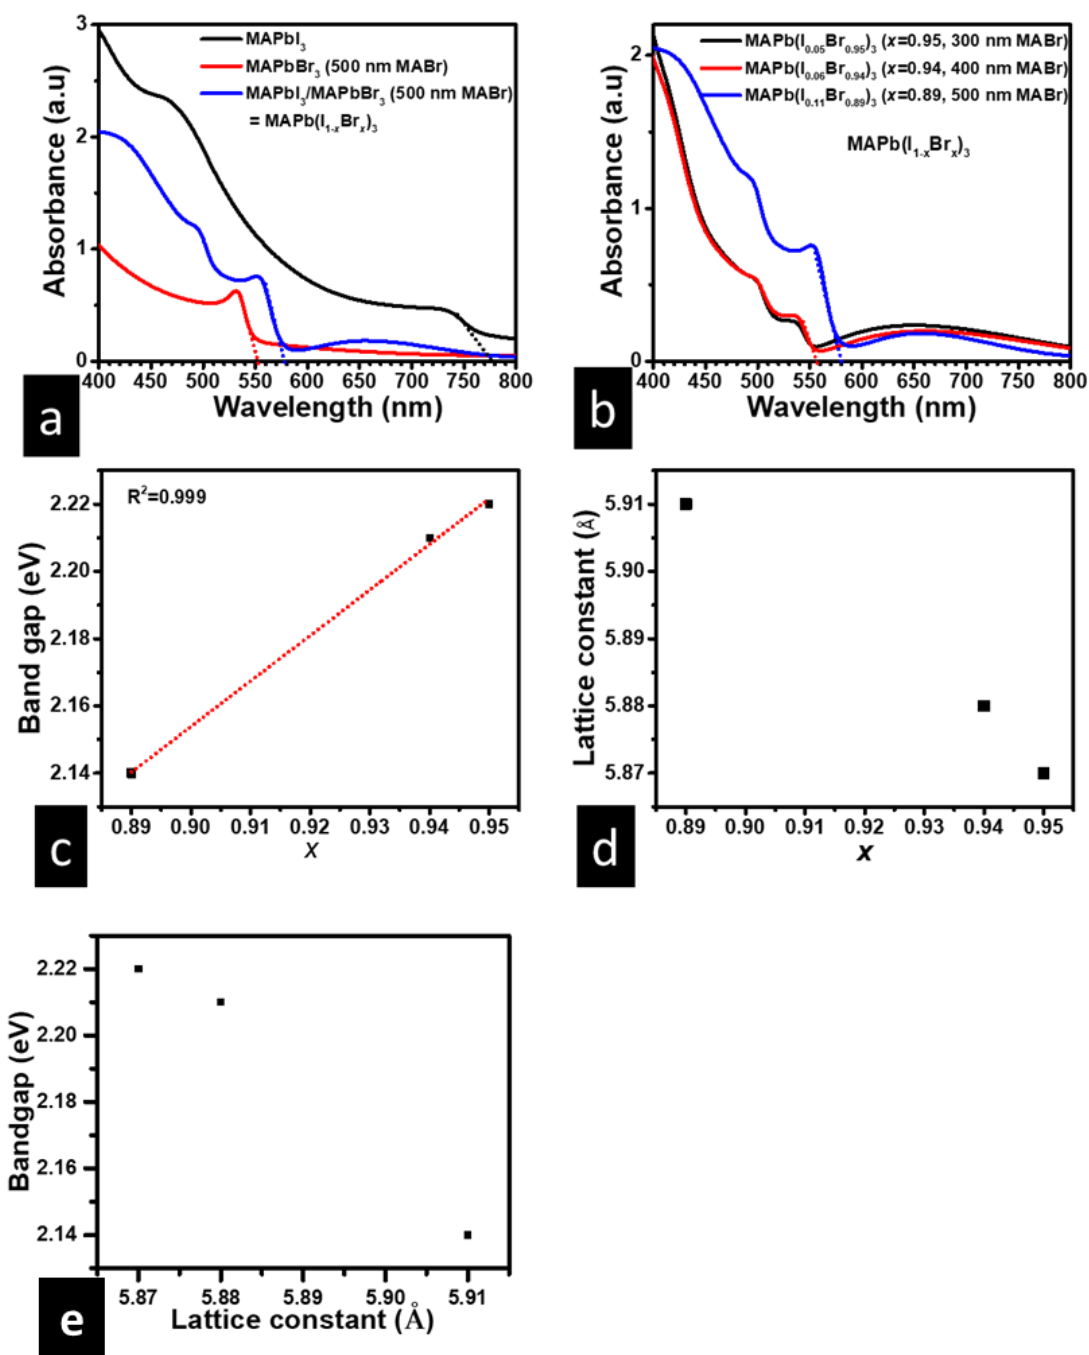 3
2
1
0
Absorbance (a.u)
MAPbI₃
MAPbBr₃ (500 nm MABr)
MAPbI₃/MAPbBr₃ (500 nm MABr)
= MAPb(I₁₋ₓBrₓ)₃
400 450 500 550 600 650 700 750 800
Wavelength (nm)
a
2
1
0
Absorbance (a.u)
MAPb(I₀.₀₅Br₀.₉₅)₃ (x=0.95, 300 nm MABr)
MAPb(I₀.₀₆Br₀.₉₄)₃ (x=0.94, 400 nm MABr)
MAPb(I₀.₁₁Br₀.₈₉)₃ (x=0.89, 500 nm MABr)
MAPb(I₁₋ₓBrₓ)₃
400 450 500 550 600 650 700 750 800
Wavelength (nm)
b
R²=0.999
2.22
2.20
2.18
2.16
2.14
Band gap (eV)
0.89 0.90 0.91 0.92 0.93 0.94 0.95
x
c
5.91
5.90
5.89
5.88
5.87
Lattice constant (Å)
0.89 0.90 0.91 0.92 0.93 0.94 0.95
x
d
2.22
2.20
2.18
2.16
2.14
Bandgap (eV)
5.87 5.88 5.89 5.90 5.91
Lattice constant (Å)
e